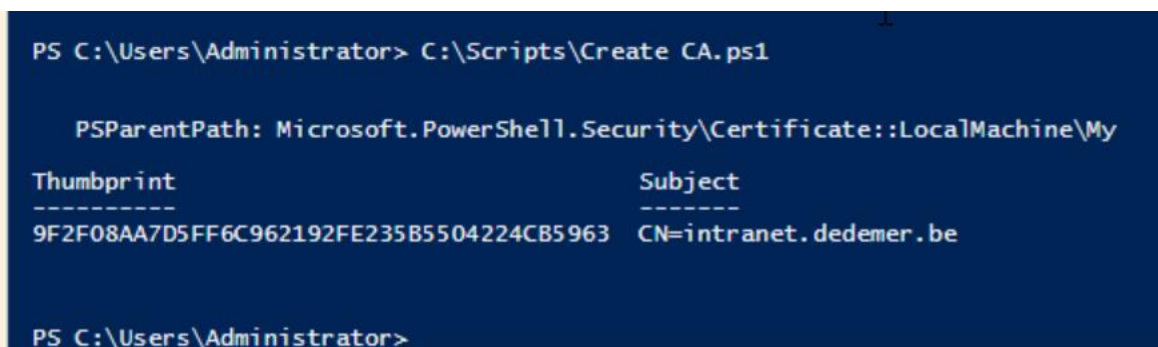 PS C:\Users\Administrator> C:\Scripts\Create CA.ps1
PSParentPath: Microsoft.PowerShell.Security\Certificate::LocalMachine\My
Thumbprint Subject
---------- -------
9F2F08AA7D5FF6C962192FE235B5504224CB5963 CN=intranet.dedemer.be
PS C:\Users\Administrator>